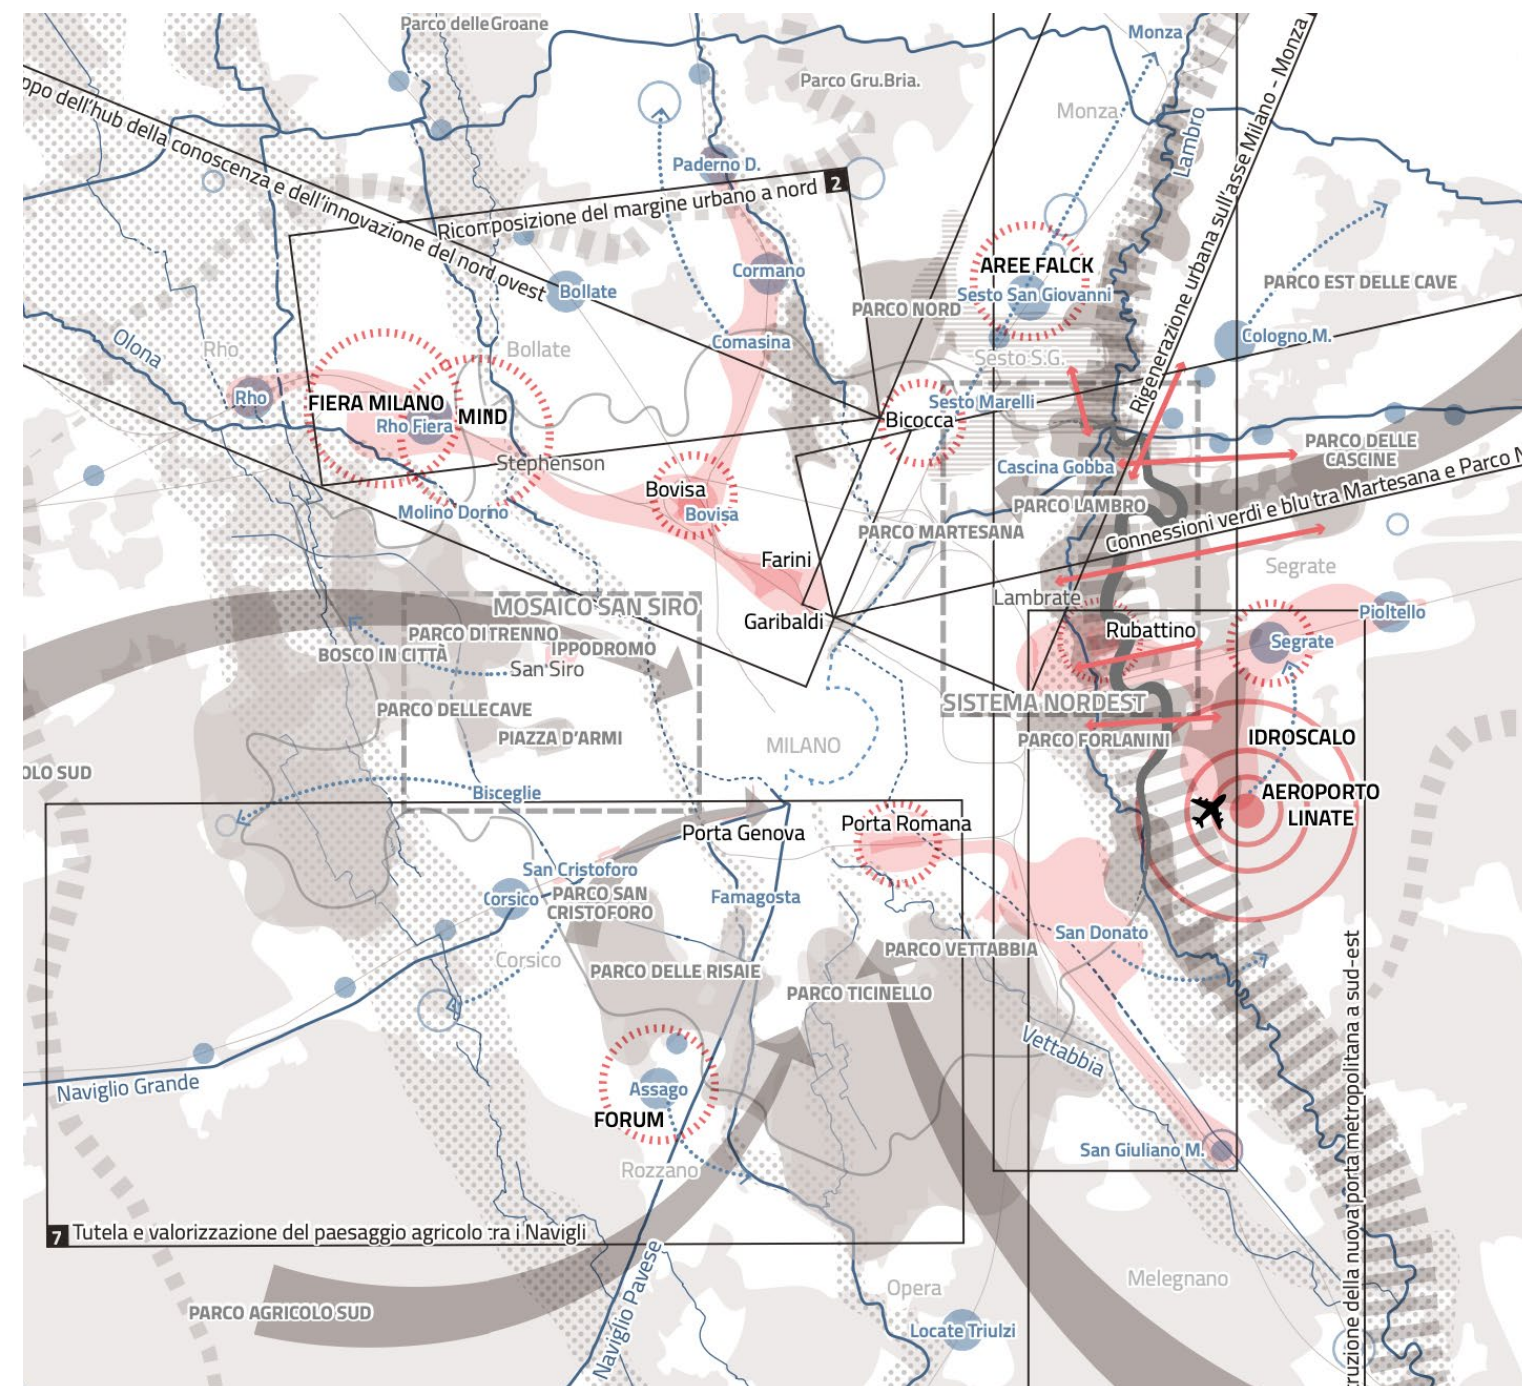 Parco delle Groane
Monza
Parco Gru.Bria.
Monza
Lambro
Paderno D.
2
Ricomposizione del margine urbano a nord
dell'hub della conoscenza e dell'innovazione del nord ovest
Rigenerazione urbana sull'asse Milano - Monza
AREE FALCK
Cormano
Bollate
PARCO EST DELLE CAVE
Sesto San Giovanni
PARCO NORD
Olona
Rho
Bollate
Comasina
Cologno M.
Sesto S.G.
Rho
FIERA MILANO
MIND
Rho Fiera
Sesto Marelli
Bicocca
PARCO DELLE
CASCINE
Stephenson
Cascina Gobba
Bovisa
Bovisa
Molino Dorino
PARCO LAMBRO
PARCO MARTESANA
Connessioni verdi e blu tra Martesana e Parco N
Farini
Segrate
Lambrate
MOSAICO SAN SIRO
Garibaldi
Pioltello
PARCO DI TRENNO
IPPODROMO
Rubattino
Segrate
BOSCO IN CITTÀ
San Siro
PARCO DELLE CAVE
SISTEMA NORDEST
PIAZZA D'ARMI
MILANO
PARCO FORLANINI
IDROSCALO
OLO SUD
Bisceglie
AEROPORTO
LINATE
Porta Genova
Porta Romana
San Cristoforo
Corsico
PARCO SAN
CRISTOFORO
Famagosta
San Donato
Corsico
PARCO VETTABBIA
PARCO DELLE RISAIE
PARCO TICINELLO
Vettabbia
Naviglio Grande
Assago
FORUM
San Giuliano M.
Rozzano
7
Tutela e valorizzazione del paesaggio agricolo tra i Navigli
truzione della nuova porta metropolitana a sud-est
Melegnano
Opera
Naviglio Pavese
PARCO AGRICOLO SUD
Locate Triulzi